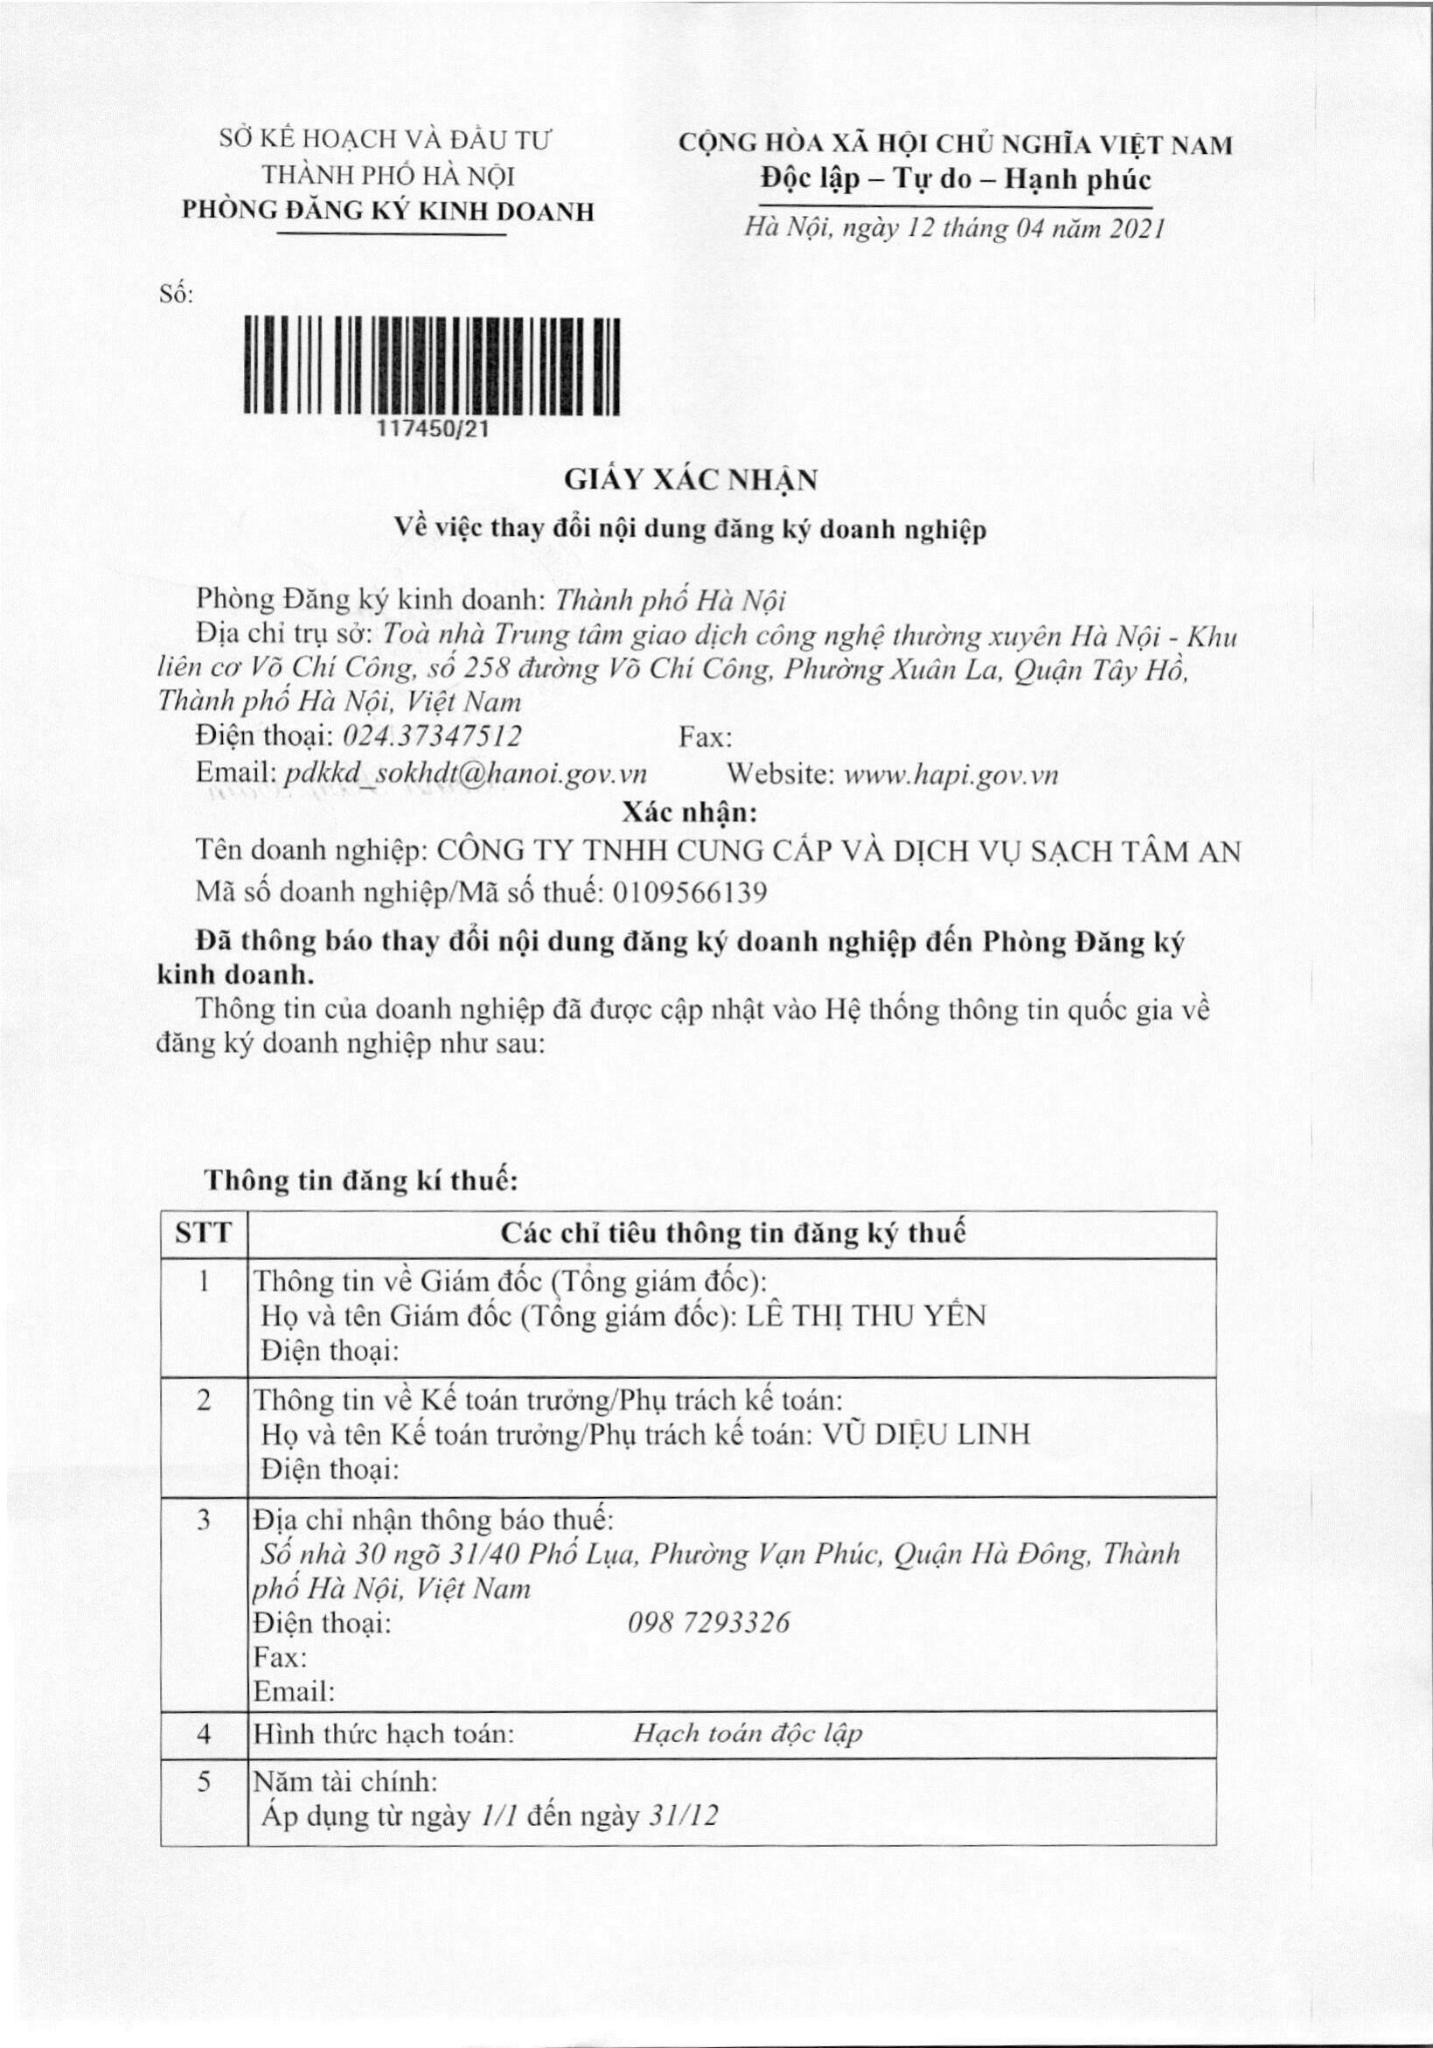 SỞ KẾ HOẠCH VÀ ĐẦU TƯ
THÀNH PHỐ HÀ NỘI
PHÒNG ĐĂNG KÝ KINH DOANH
CỘNG HÒA XÃ HỘI CHỦ NGHĨA VIỆT NAM
Độc lập – Tự do – Hạnh phúc
Hà Nội, ngày 12 tháng 04 năm 2021
Số:
117450/21
GIẤY XÁC NHẬN
Về việc thay đổi nội dung đăng ký doanh nghiệp
Phòng Đăng ký kinh doanh: Thành phố Hà Nội
Địa chỉ trụ sở: Toà nhà Trung tâm giao dịch công nghệ thường xuyên Hà Nội - Khu
liên cơ Võ Chí Công, số 258 đường Võ Chí Công, Phường Xuân La, Quận Tây Hồ,
Thành phố Hà Nội, Việt Nam
Điện thoại: 024.37347512 Fax:
Email: pdkkd_sokhdt@hanoi.gov.vn Website: www.hapi.gov.vn
Xác nhận:
Tên doanh nghiệp: CÔNG TY TNHH CUNG CẤP VÀ DỊCH VỤ SẠCH TÂM AN
Mã số doanh nghiệp/Mã số thuế: 0109566139
Đã thông báo thay đổi nội dung đăng ký doanh nghiệp đến Phòng Đăng ký
kinh doanh.
Thông tin của doanh nghiệp đã được cập nhật vào Hệ thống thông tin quốc gia về
đăng ký doanh nghiệp như sau:
Thông tin đăng kí thuế:
STT Các chỉ tiêu thông tin đăng ký thuế
1 Thông tin về Giám đốc (Tổng giám đốc):
Họ và tên Giám đốc (Tổng giám đốc): LÊ THỊ THU YẾN
Điện thoại:
2 Thông tin về Kế toán trưởng/Phụ trách kế toán:
Họ và tên Kế toán trưởng/Phụ trách kế toán: VŨ DIỆU LINH
Điện thoại:
3 Địa chỉ nhận thông báo thuế:
Số nhà 30 ngõ 31/40 Phố Lụa, Phường Vạn Phúc, Quận Hà Đông, Thành
phố Hà Nội, Việt Nam
Điện thoại: 098 7293326
Fax:
Email:
4 Hình thức hạch toán: Hạch toán độc lập
5 Năm tài chính:
Áp dụng từ ngày 1/1 đến ngày 31/12